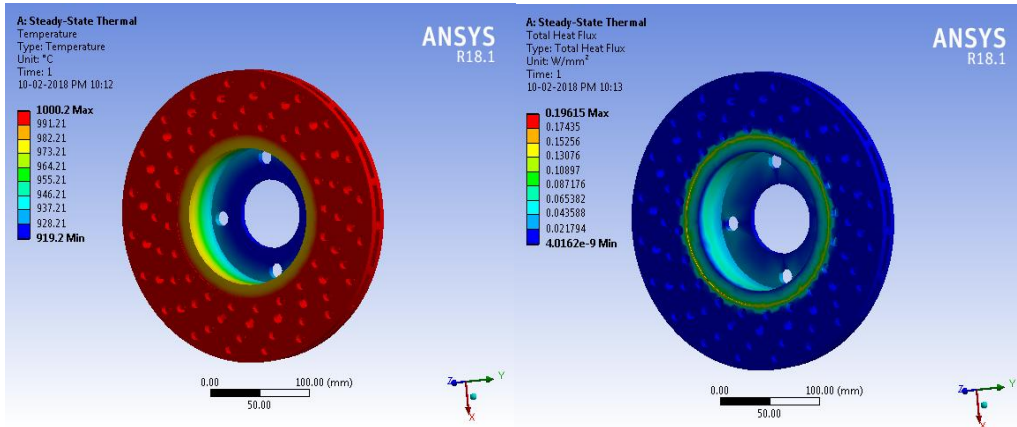 A: Steady-State Thermal
Temperature
Type: Temperature
Unit: °C
Time: 1
10-02-2018 PM 10:12
ANSYS
R18.1
1000.2 Max
991.21
982.21
973.21
964.21
955.21
946.21
937.21
928.21
919.2 Min
0.00
100.00 (mm)
50.00
Z
Y
X
A: Steady-State Thermal
Total Heat Flux
Type: Total Heat Flux
Unit: W/mm²
Time: 1
10-02-2018 PM 10:13
ANSYS
R18.1
0.19615 Max
0.17435
0.15256
0.13076
0.10897
0.087176
0.065382
0.043588
0.021794
4.0162e-9 Min
0.00
100.00 (mm)
50.00
Z
Y
X